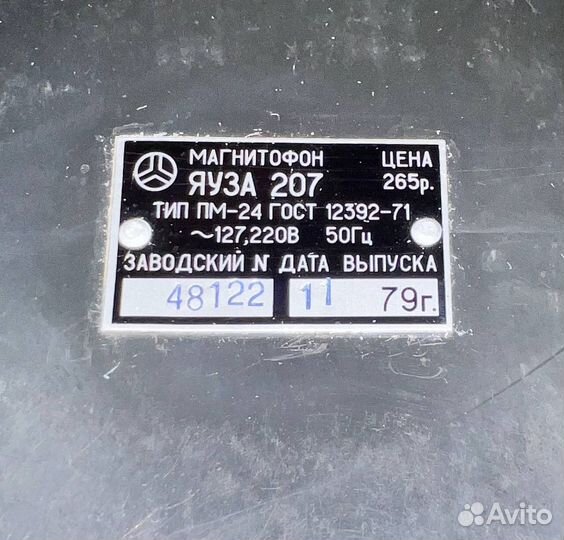 МАГНИТОФОН ЦЕНА
ЯУЗА 207 265р.
ТИП ПМ-24 ГОСТ 12392-71
~127,220В 50Гц
ЗАВОДСКИЙ N ДАТА ВЫПУСКА
48122 11 79г.
Avito